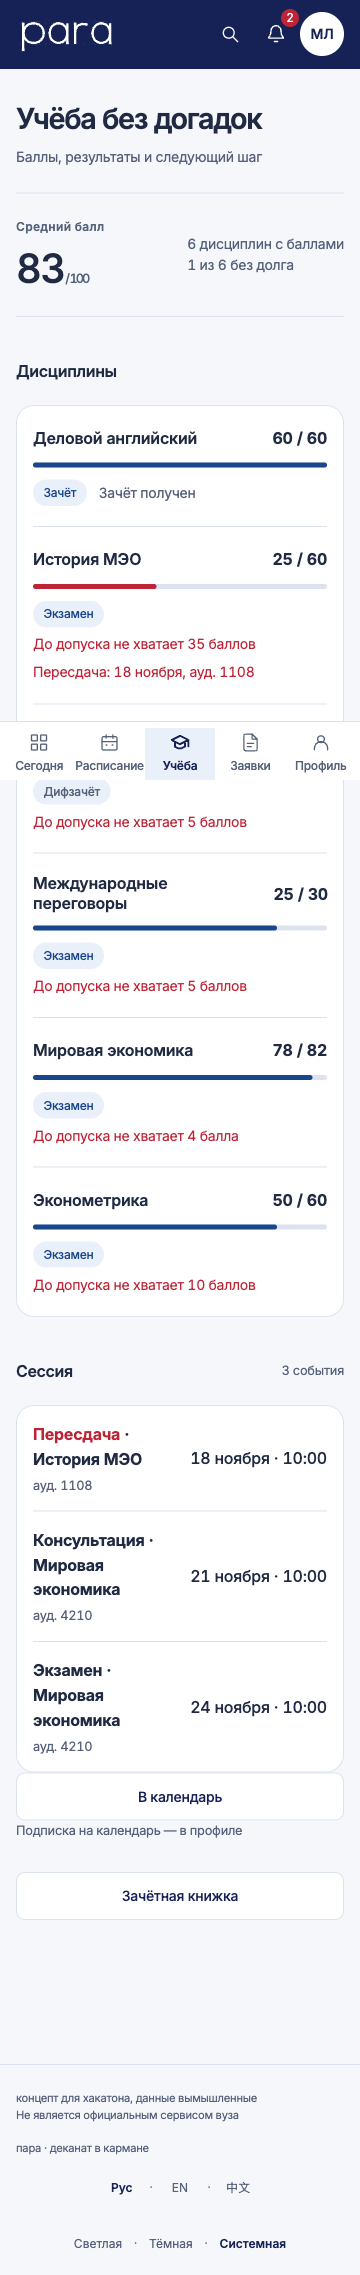 para
2
МЛ
Учёба без догадок
Баллы, результаты и следующий шаг
Средний балл
83/100
6 дисциплин с баллами
1 из 6 без долга
Дисциплины
Деловой английский 60 / 60
Зачёт Зачёт получен
История МЭО 25 / 60
Экзамен
До допуска не хватает 35 баллов
Пересдача: 18 ноября, ауд. 1108
Сегодня Расписание Учёба Заявки Профиль
Дифзачёт
До допуска не хватает 5 баллов
Международные
переговоры 25 / 30
Экзамен
До допуска не хватает 5 баллов
Мировая экономика 78 / 82
Экзамен
До допуска не хватает 4 балла
Эконометрика 50 / 60
Экзамен
До допуска не хватает 10 баллов
Сессия 3 события
Пересдача ·
История МЭО 18 ноября · 10:00
ауд. 1108
Консультация ·
Мировая
экономика 21 ноября · 10:00
ауд. 4210
Экзамен ·
Мировая
экономика 24 ноября · 10:00
ауд. 4210
В календарь
Подписка на календарь — в профиле
Зачётная книжка
концепт для хакатона, данные вымышленные
Не является официальным сервисом вуза
пара · деканат в кармане
Рус · EN · 中文
Светлая · Тёмная · Системная